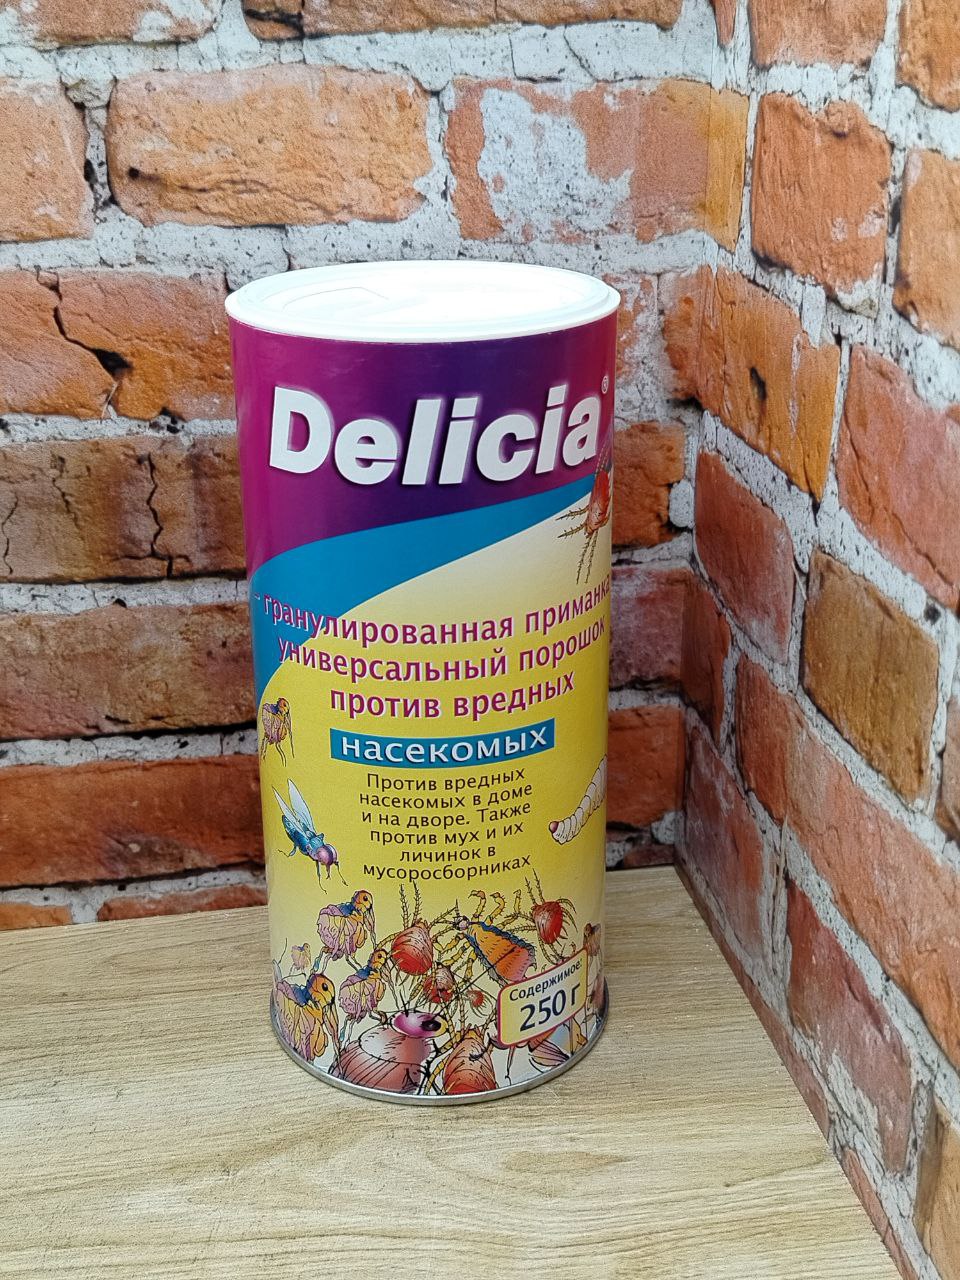 Delicia®
- гранулированная приманка
универсальный порошок
против вредных
насекомых
Против вредных
насекомых в доме
и на дворе. Также
против мух и их
личинок в
мусоросборниках
Содержимое:
250 г